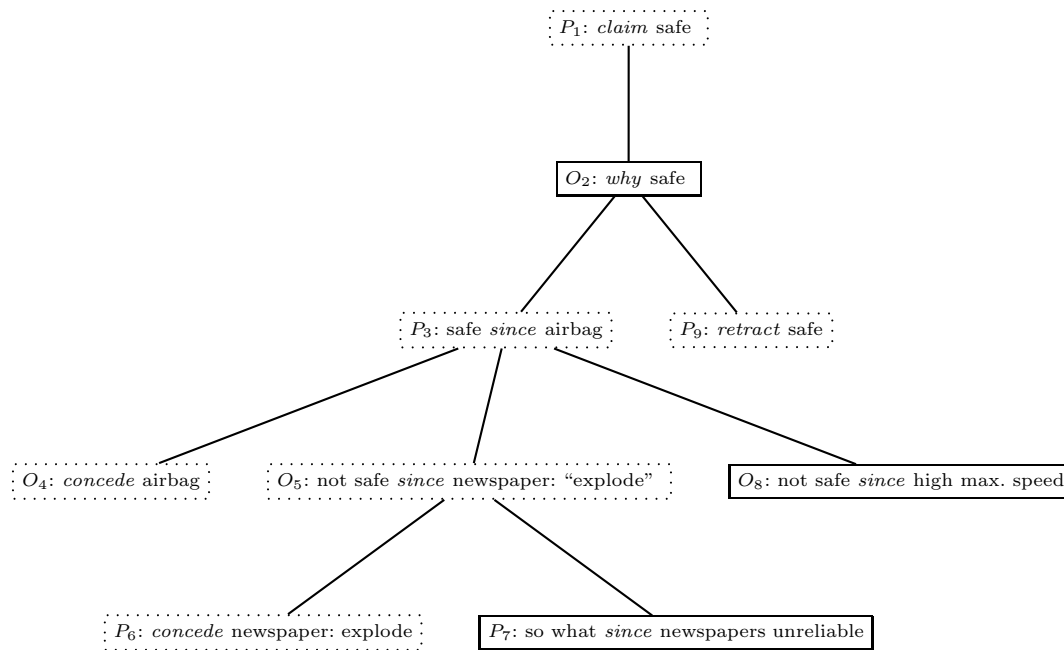 P₁: claim safe
O₂: why safe
P₃: safe since airbag
P₉: retract safe
O₄: concede airbag
O₅: not safe since newspaper: “explode”
O₈: not safe since high max. speed
P₆: concede newspaper: explode
P₇: so what since newspapers unreliable